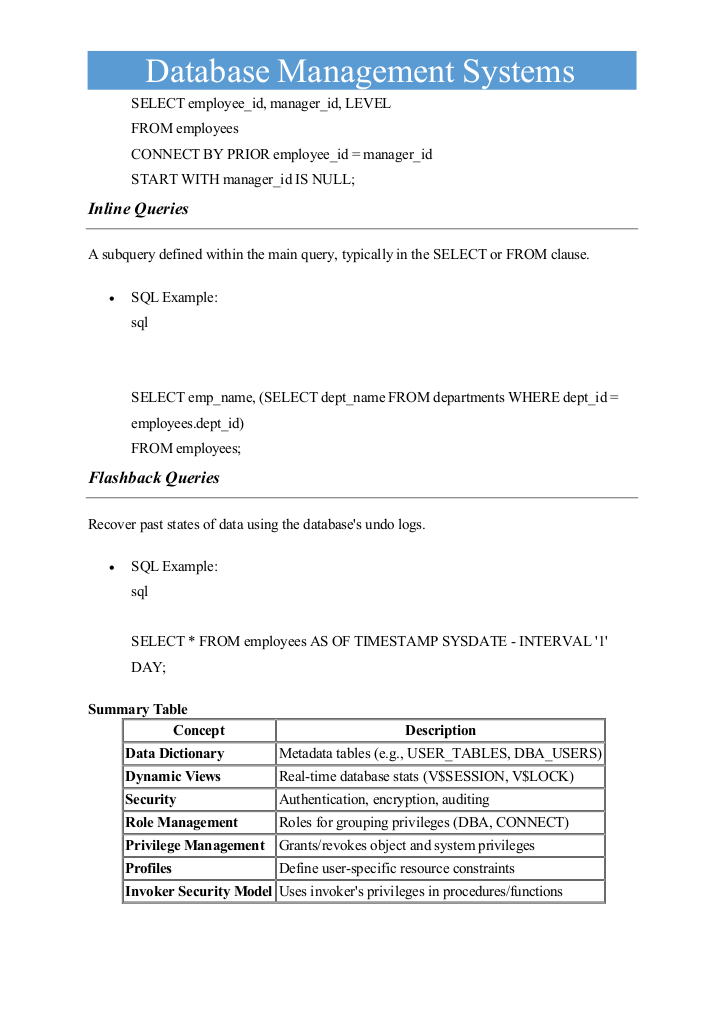 Database Management Systems
SELECT employee_id, manager_id, LEVEL
FROM employees
CONNECT BY PRIOR employee_id = manager_id
START WITH manager_id IS NULL;
Inline Queries
A subquery defined within the main query, typically in the SELECT or FROM clause.
• SQL Example:
sql
SELECT emp_name, (SELECT dept_name FROM departments WHERE dept_id =
employees.dept_id)
FROM employees;
Flashback Queries
Recover past states of data using the database's undo logs.
• SQL Example:
sql
SELECT * FROM employees AS OF TIMESTAMP SYSDATE - INTERVAL '1'
DAY;
Summary Table
Concept Description
Data Dictionary Metadata tables (e.g., USER_TABLES, DBA_USERS)
Dynamic Views Real-time database stats (V$SESSION, V$LOCK)
Security Authentication, encryption, auditing
Role Management Roles for grouping privileges (DBA, CONNECT)
Privilege Management Grants/revokes object and system privileges
Profiles Define user-specific resource constraints
Invoker Security Model Uses invoker's privileges in procedures/functions